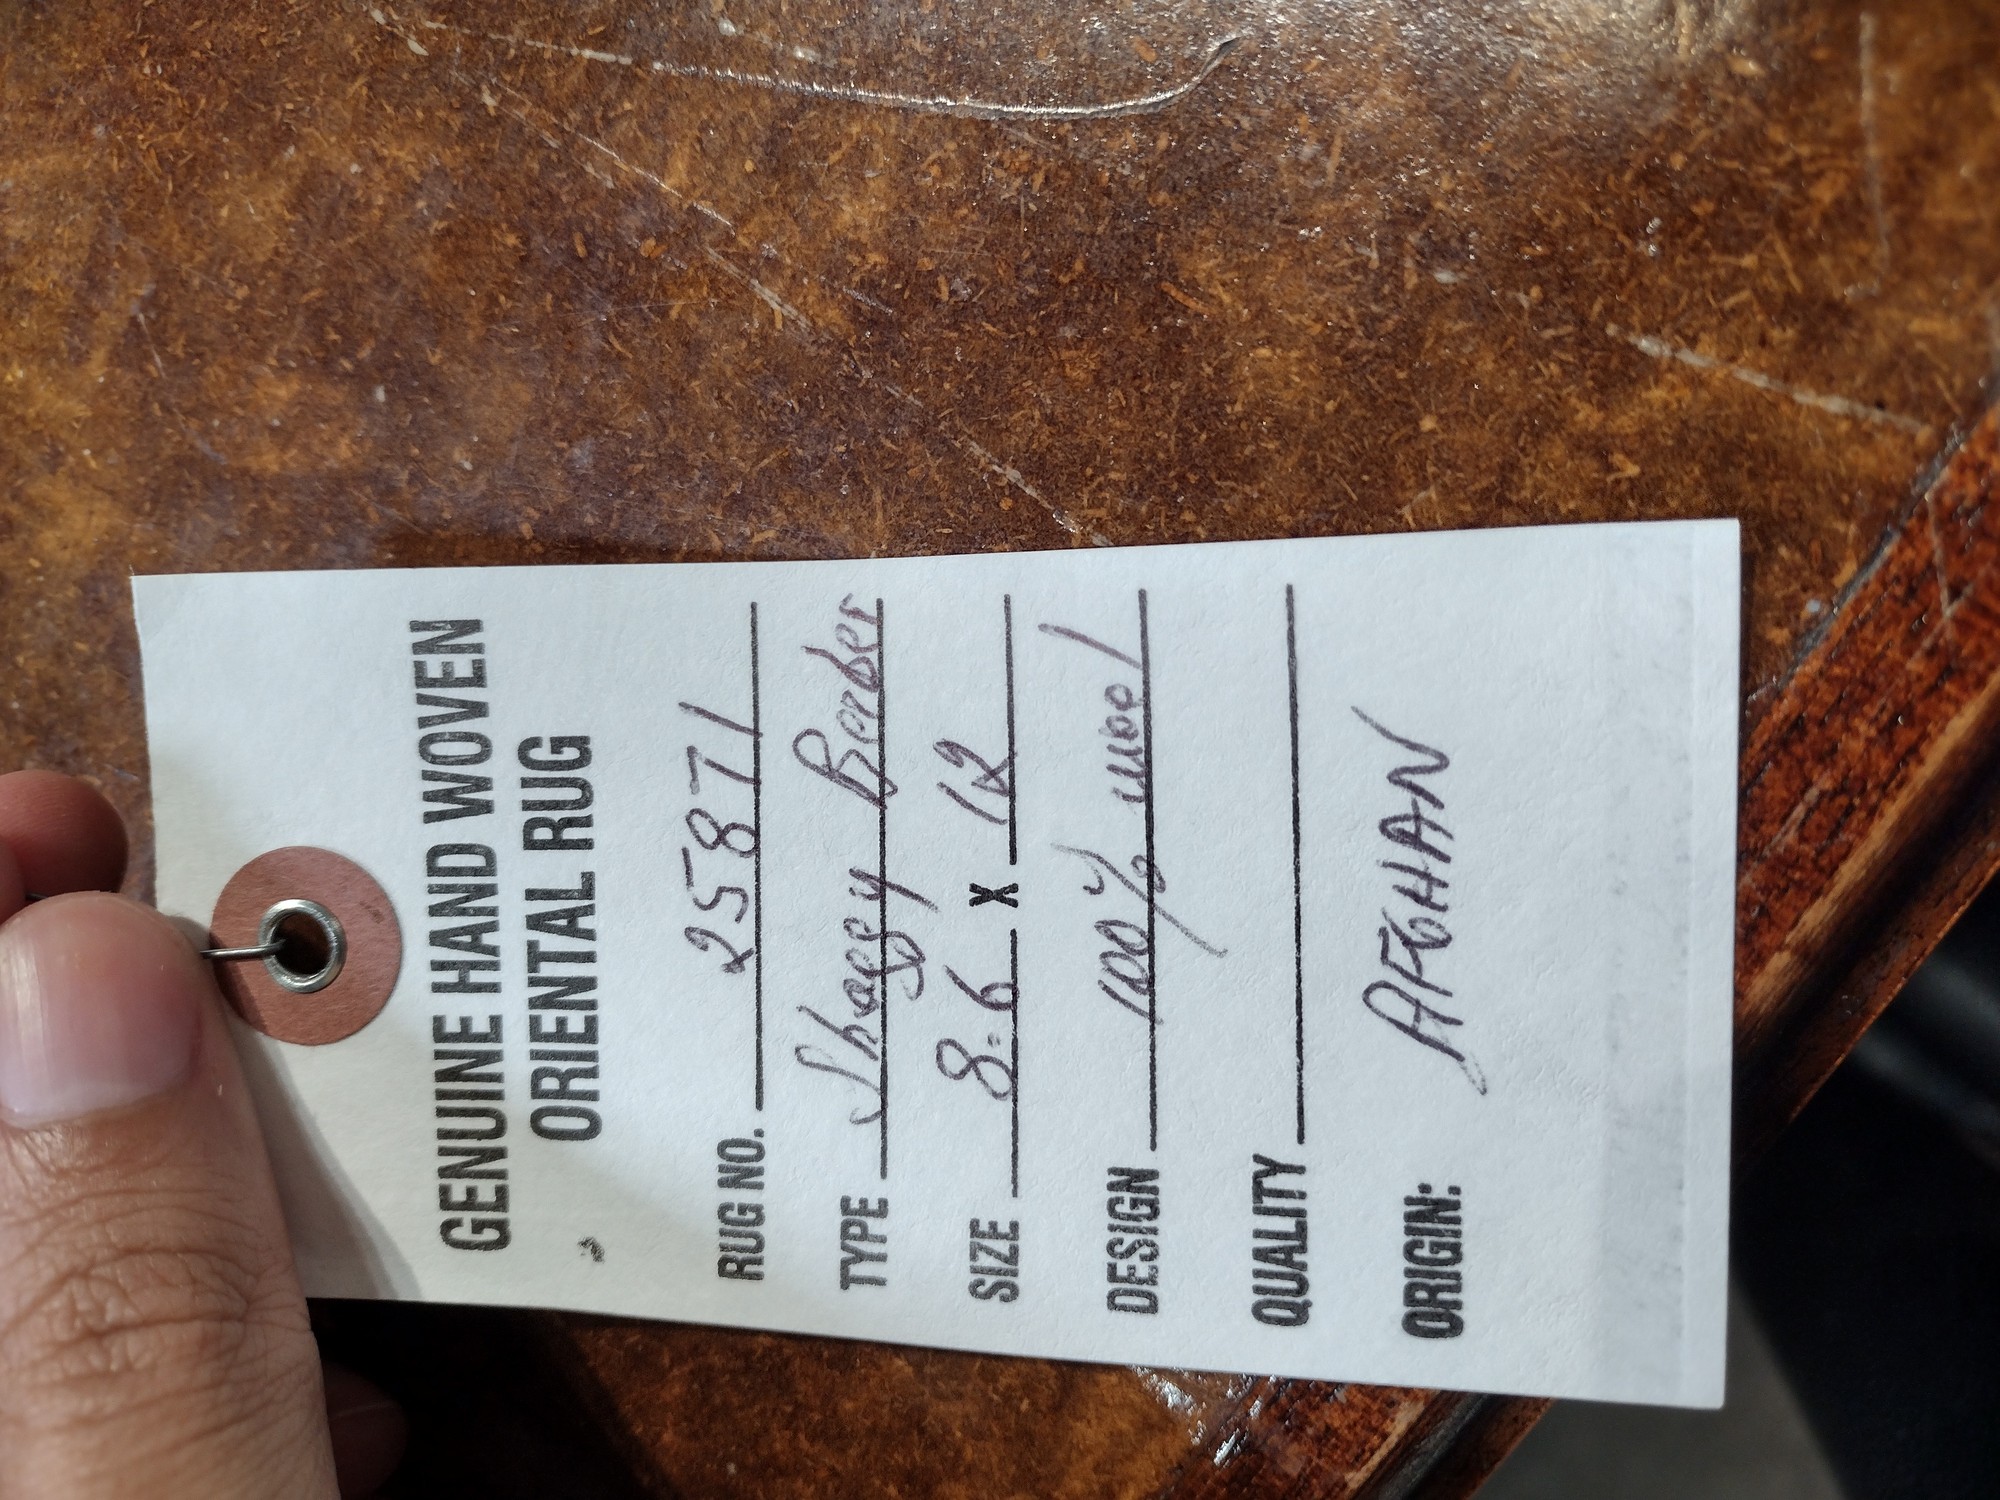 GENUINE HAND WOVEN
ORIENTAL RUG
RUG NO. 25871
TYPE Shaggy Barber
SIZE 8.6 X 12
DESIGN 100% wool
QUALITY
ORIGIN: AFGHAN